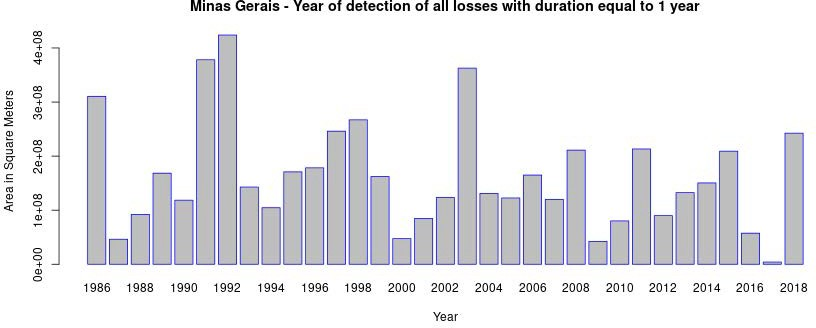 Minas Gerais - Year of detection of all losses with duration equal to 1 year
Area in Square Meters
4e+08
3e+08
2e+08
1e+08
0e+00
1986 1988 1990 1992 1994 1996 1998 2000 2002 2004 2006 2008 2010 2012 2014 2016 2018
Year